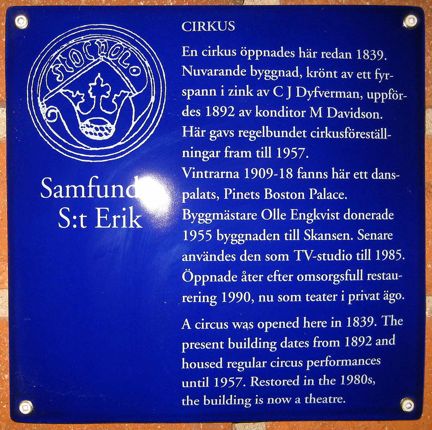 STOCHOLO
Samfundet
S:t Erik
CIRKUS
En cirkus öppnades här redan 1839.
Nuvarande byggnad, krönt av ett fyr-
spann i zink av C J Dyfverman, uppför-
des 1892 av konditor M Davidson.
Här gavs regelbundet cirkusföreställ-
ningar fram till 1957.
Vintrarna 1909-18 fanns här ett dans-
palats, Pinets Boston Palace.
Byggmästare Olle Engkvist donerade
1955 byggnaden till Skansen. Senare
användes den som TV-studio till 1985.
Öppnade åter efter omsorgsfull restau-
rering 1990, nu som teater i privat ägo.
A circus was opened here in 1839. The
present building dates from 1892 and
housed regular circus performances
until 1957. Restored in the 1980s,
the building is now a theatre.